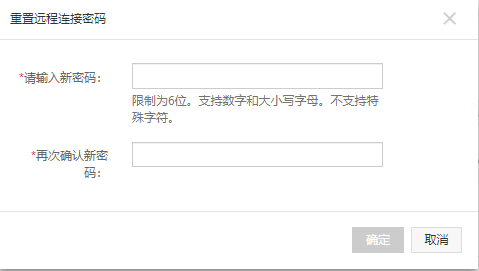 重置远程连接密码
*请输入新密码：
限制为6位。支持数字和大小写字母。不支持特
殊字符。
*再次确认新密
码：
确定
取消